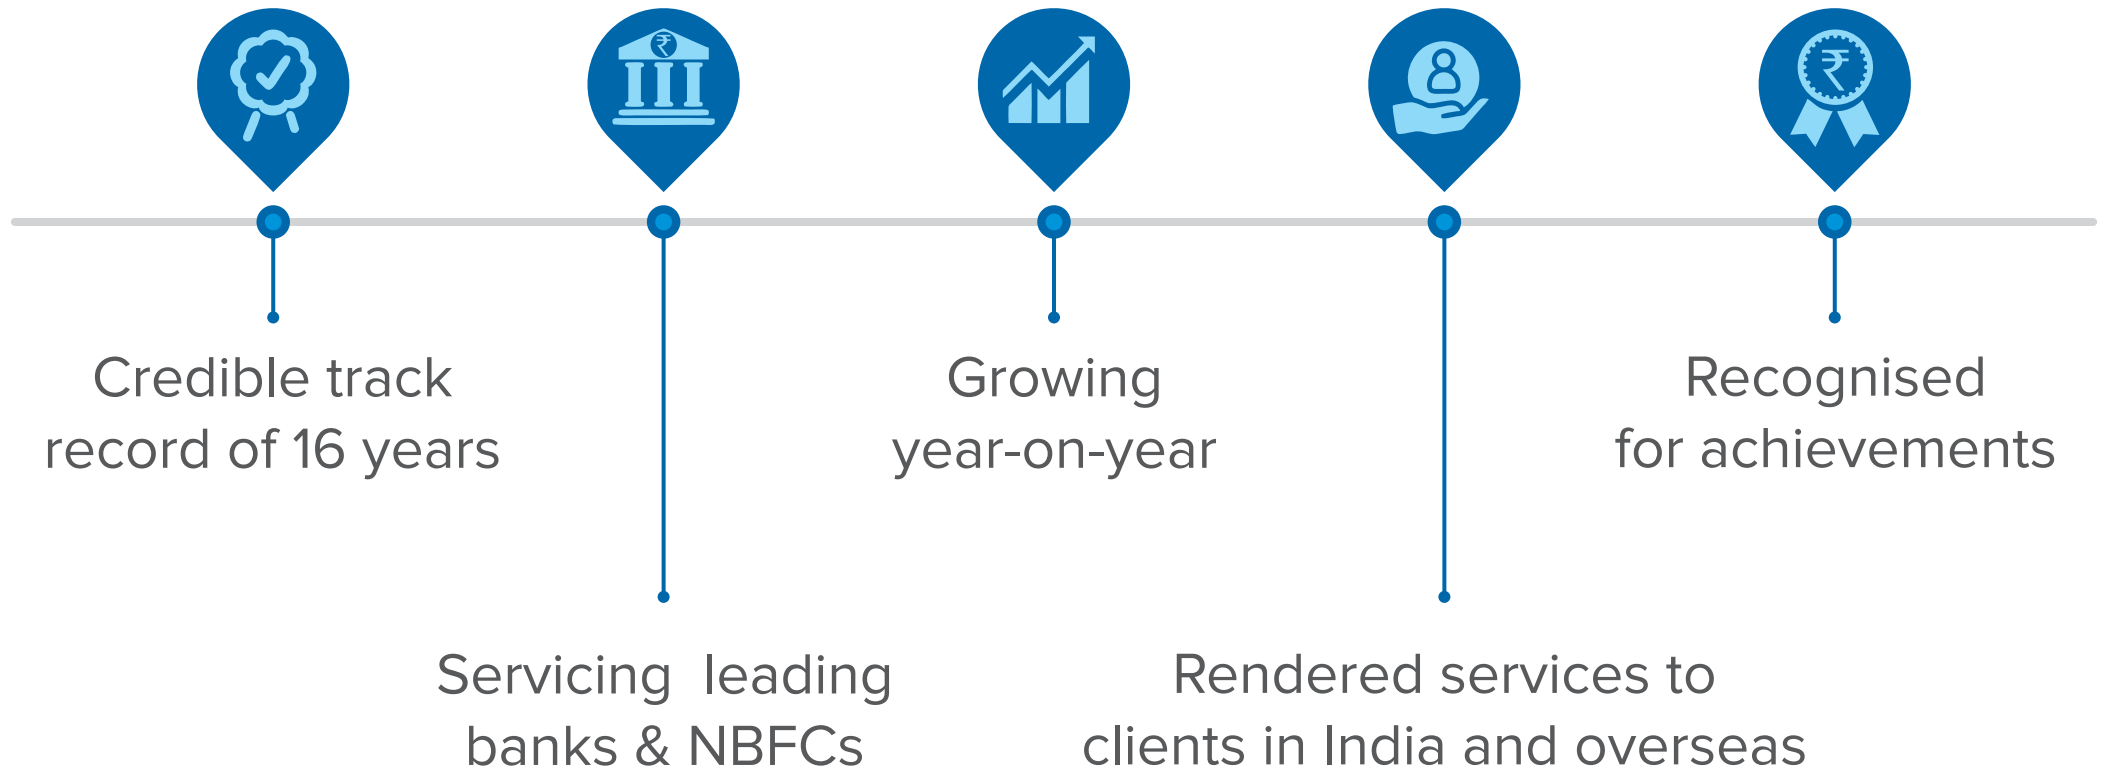 ₹
₹
Credible track
record of 16 years
Servicing leading
banks & NBFCs
Growing
year-on-year
Rendered services to
clients in India and overseas
Recognised
for achievements